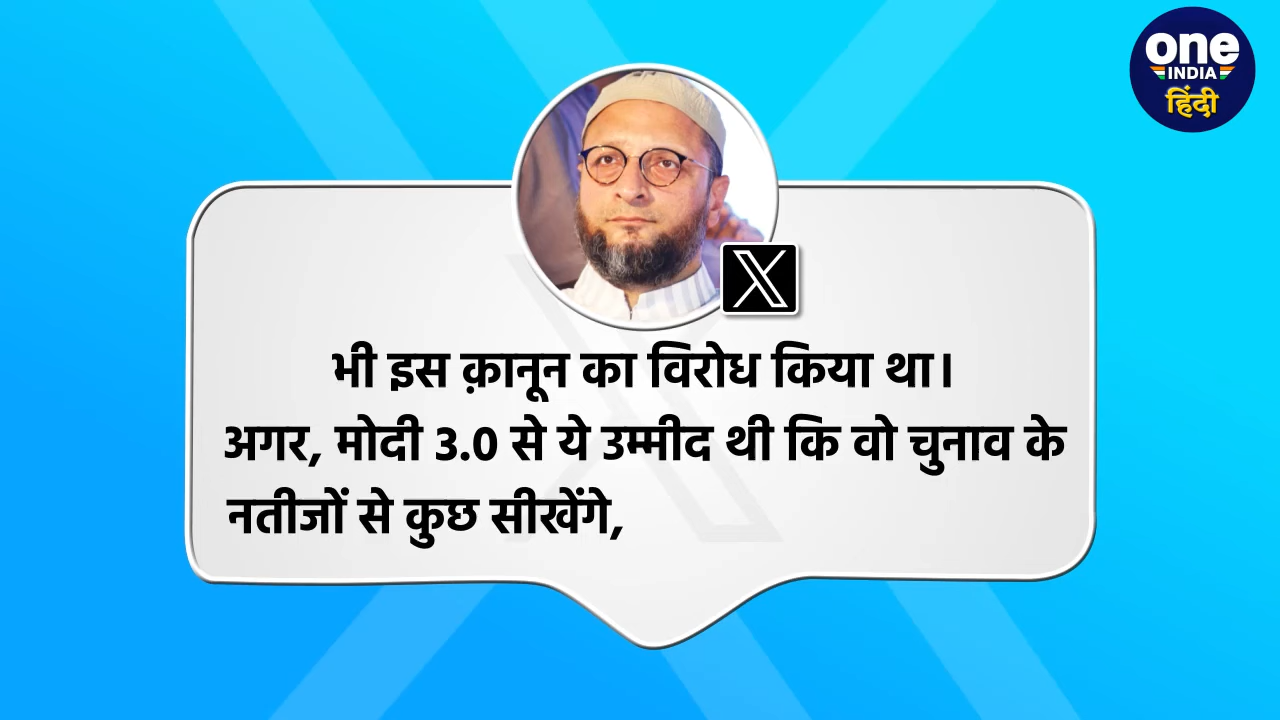 one
INDIA
हिंदी
X
भी इस क़ानून का विरोध किया था।
अगर, मोदी 3.0 से ये उम्मीद थी कि वो चुनाव के
नतीजों से कुछ सीखेंगे,